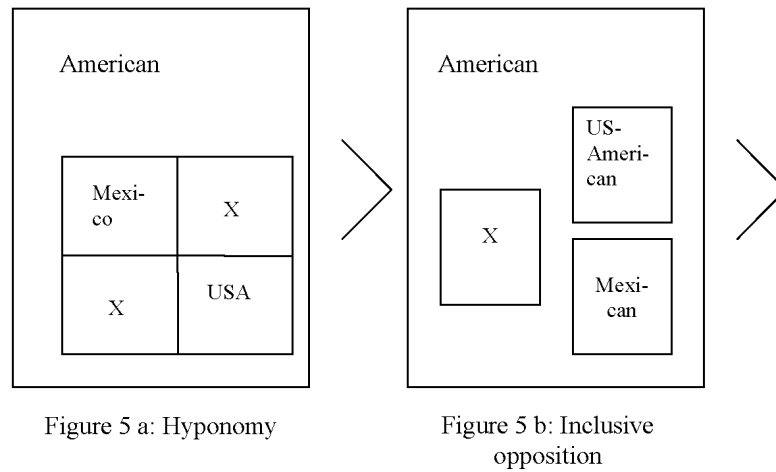 American
Mexi-
co
X
X
USA
Figure 5 a: Hyponomy
American
US-
Ameri-
can
X
Mexi-
can
Figure 5 b: Inclusive
opposition